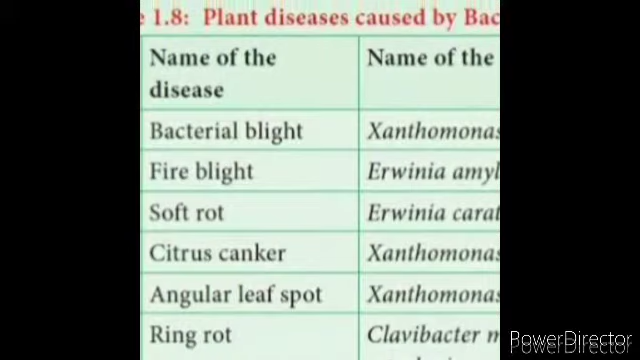 1.8: Plant diseases caused by
Name of the disease
Name of the
Bacterial blight
Xanthomonas
Fire blight
Erwinia amyl
Soft rot
Erwinia carat
Citrus canker
Xanthomonas
Angular leaf spot
Xanthomonas
Ring rot
Clavibacter
PowerDirector
PowerDirector